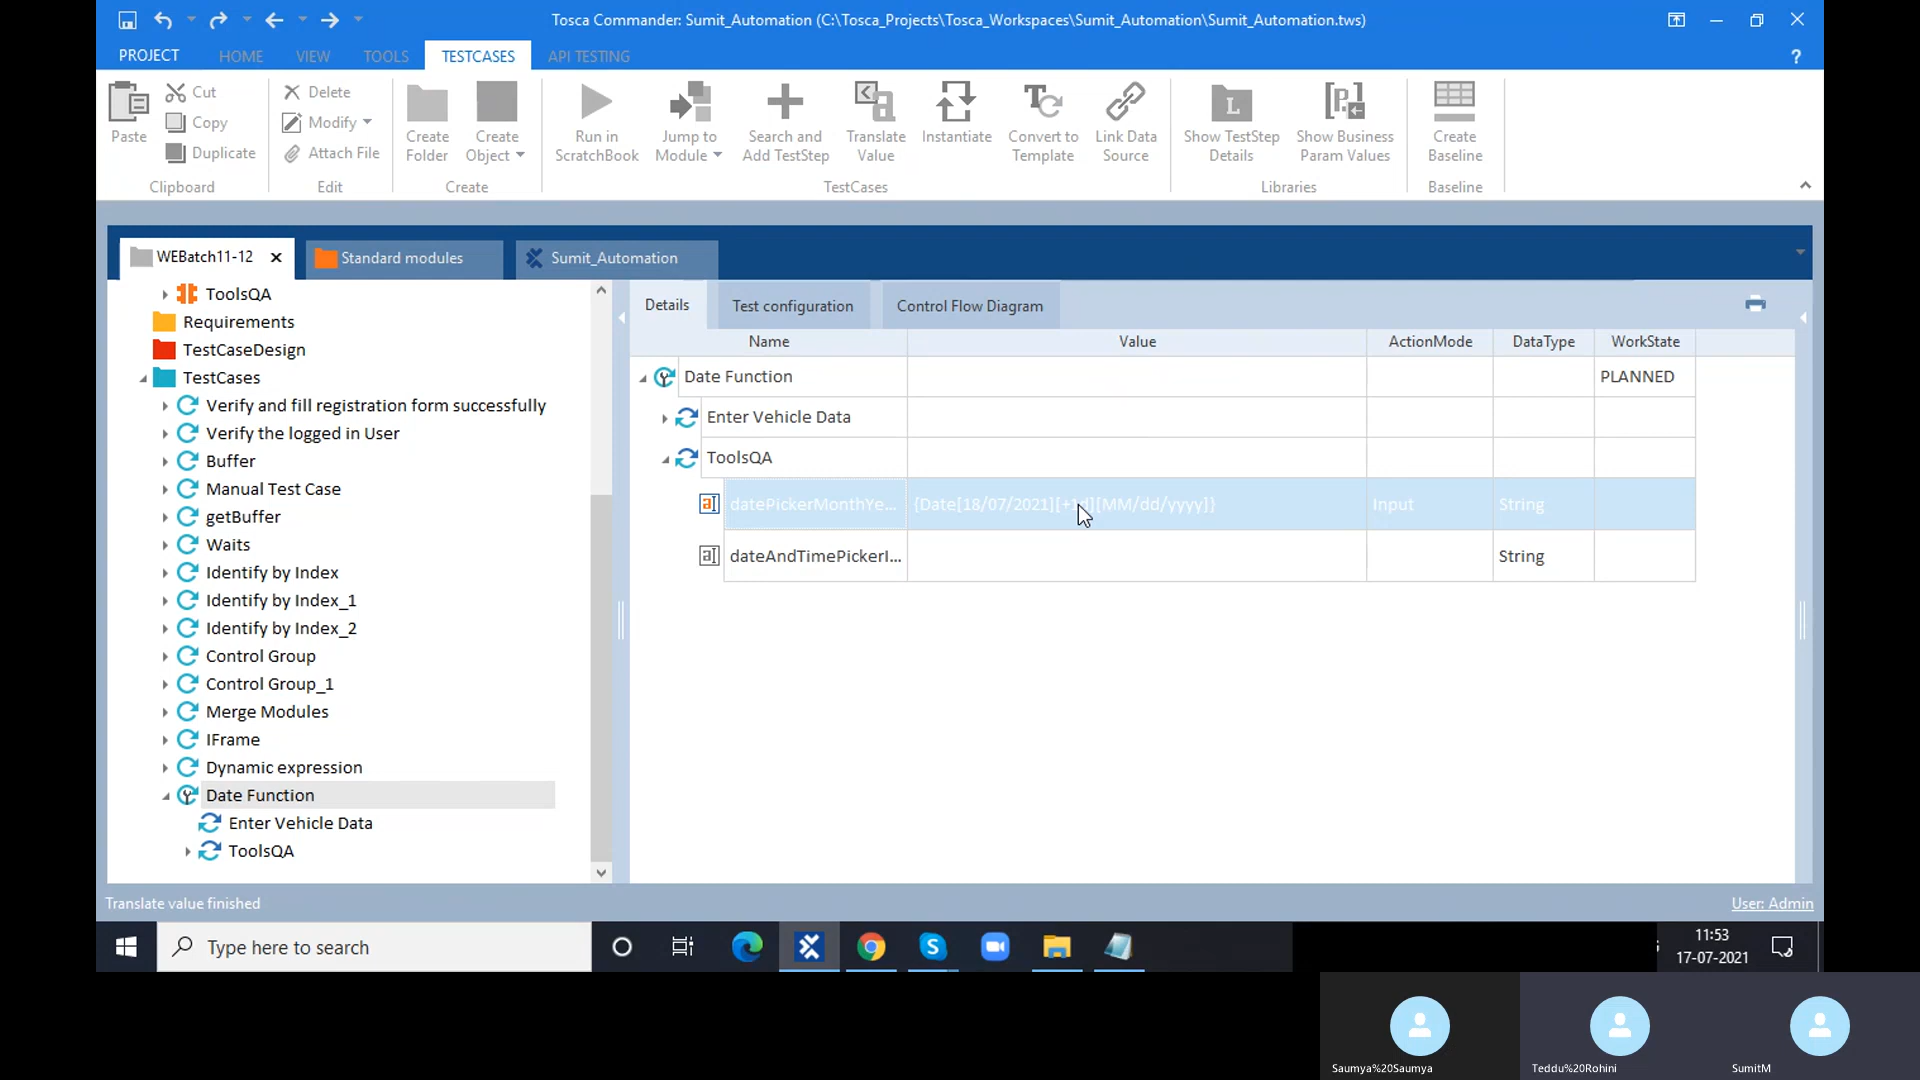 Tosca Commander: Sumit_Automation (C:\Tosca_Projects\Tosca_Workspaces\Sumit_Automation\Sumit_Automation.tws)
PROJECT HOME VIEW TOOLS TESTCASES API TESTING ?
Paste
Cut
Copy
Duplicate
Clipboard
Delete
Modify
Attach File
Edit
Create
Folder
Create
Object
Create
Run in
ScratchBook
Jump to
Module
Search and
Add TestStep
Translate
Value
Instantiate
Convert to
Template
Link Data
Source
TestCases
Show TestStep
Details
Show Business
Param Values
Libraries
Create
Baseline
Baseline
WEBatch11-12
Standard modules
Sumit_Automation
ToolsQA
Requirements
TestCaseDesign
TestCases
Verify and fill registration form successfully
Verify the logged in User
Buffer
Manual Test Case
getBuffer
Waits
Identify by Index
Identify by Index_1
Identify by Index_2
Control Group
Control Group_1
Merge Modules
IFrame
Dynamic expression
Date Function
Enter Vehicle Data
ToolsQA
Details Test configuration Control Flow Diagram
Name Value ActionMode DataType WorkState
Date Function PLANNED
Enter Vehicle Data
ToolsQA
datePickerMonthYe... {Date[18/07/2021][+1d][MM/dd/yyyy]} Input String
dateAndTimePickerI... String
Translate value finished
User: Admin
Type here to search
11:53
17-07-2021
Saumya%20Saumya
Teddu%20Rohini
SumitM